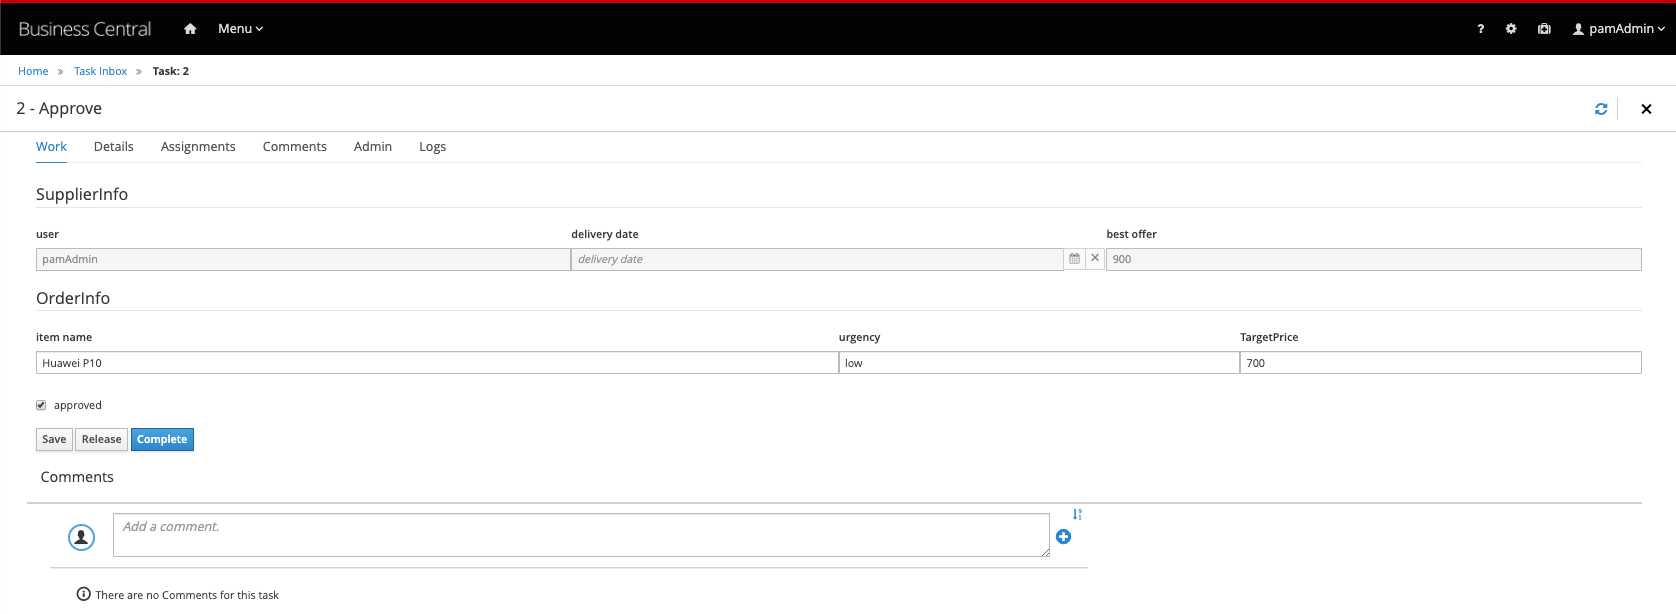 Business Central Menu ? pamAdmin
Home » Task Inbox » Task: 2
2 - Approve
Work Details Assignments Comments Admin Logs
SupplierInfo
user delivery date best offer
pamAdmin delivery date 900
OrderInfo
item name urgency TargetPrice
Huawei P10 low 700
approved
Save Release Complete
Comments
Add a comment.
There are no Comments for this task